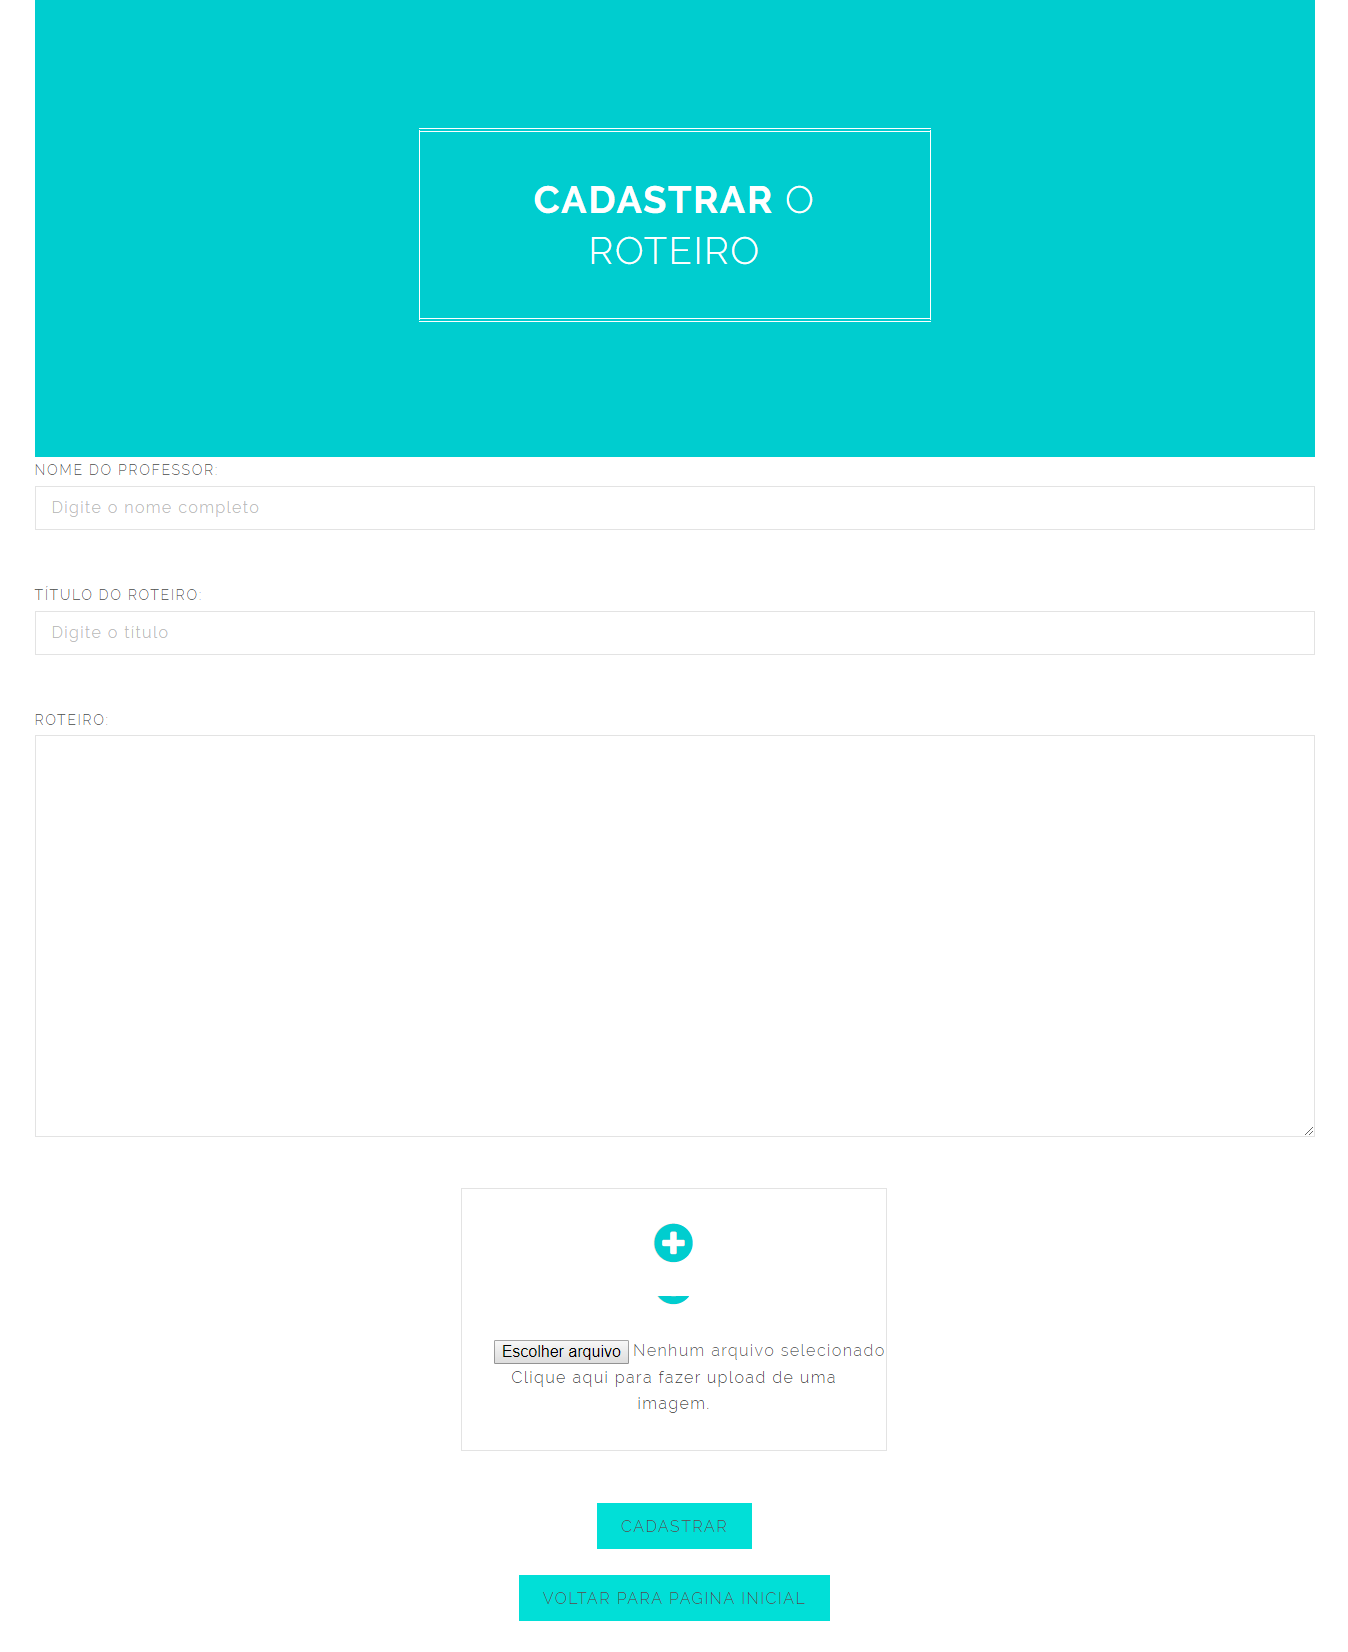 CADASTRAR O
ROTEIRO
NOME DO PROFESSOR:
Digite o nome completo
TÍTULO DO ROTEIRO:
Digite o título
ROTEIRO:
Escolher arquivo Nenhum arquivo selecionado
Clique aqui para fazer upload de uma
imagem.
CADASTRAR
VOLTAR PARA PAGINA INICIAL